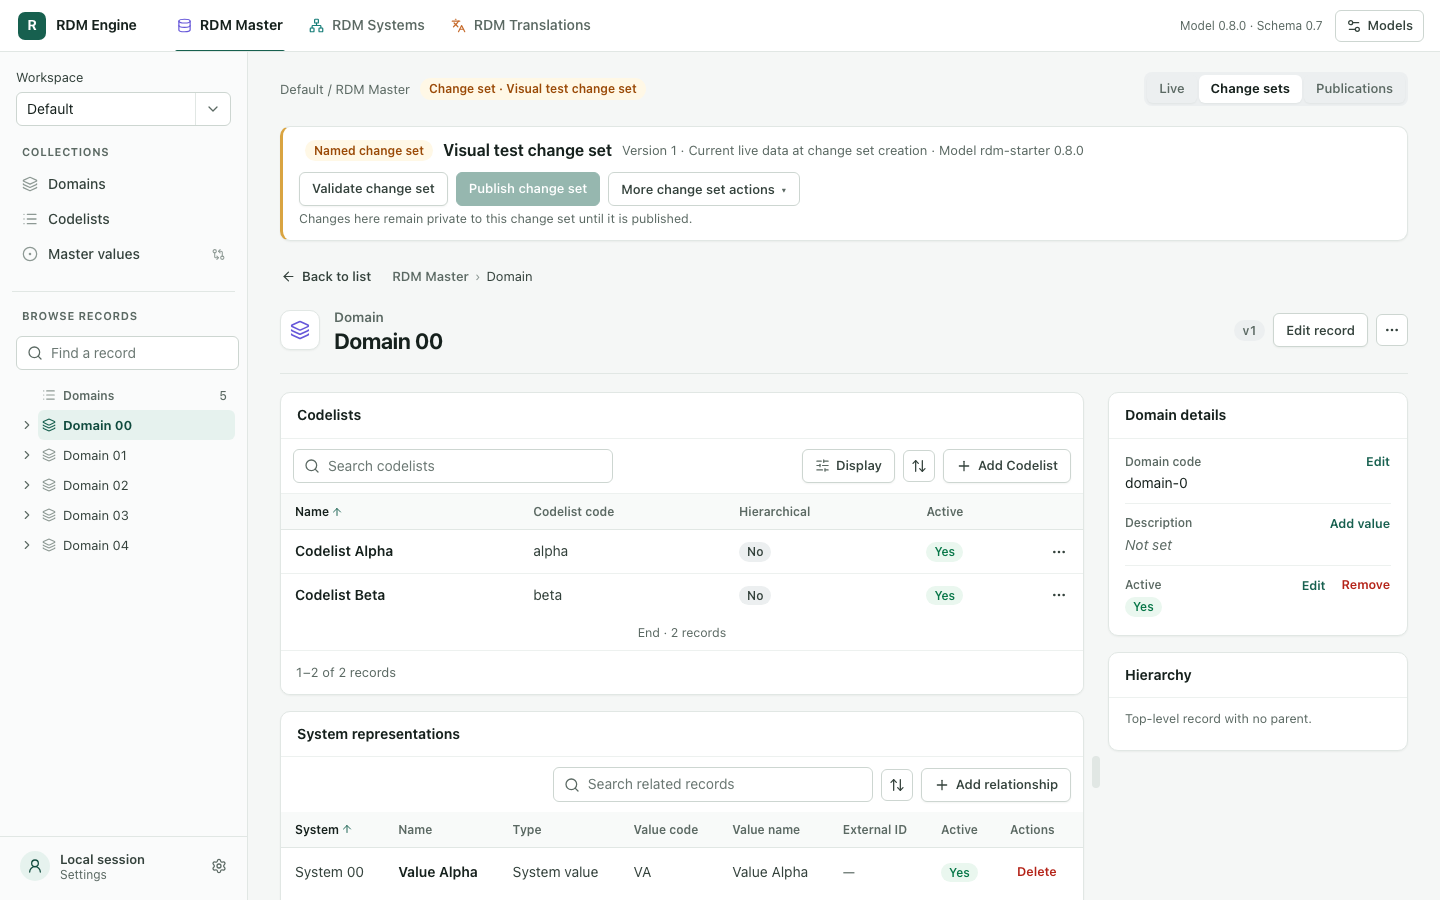 R RDM Engine RDM Master RDM Systems RDM Translations Model 0.8.0 · Schema 0.7 Models
Workspace
Default
COLLECTIONS
Domains
Codelists
Master values
BROWSE RECORDS
Find a record
Domains 5
Domain 00
Domain 01
Domain 02
Domain 03
Domain 04
Local session
Settings
Default / RDM Master Change set · Visual test change set Live Change sets Publications
Named change set Visual test change set Version 1 · Current live data at change set creation · Model rdm-starter 0.8.0
Validate change set Publish change set More change set actions
Changes here remain private to this change set until it is published.
Back to list RDM Master › Domain
Domain
Domain 00 v1 Edit record
Codelists
Search codelists Display Add Codelist
Name Codelist code Hierarchical Active
Codelist Alpha alpha No Yes
Codelist Beta beta No Yes
End · 2 records
1–2 of 2 records
System representations
Search related records Add relationship
System Name Type Value code Value name External ID Active Actions
System 00 Value Alpha System value VA Value Alpha — Yes Delete
Domain details
Domain code Edit
domain-0
Description Add value
Not set
Active Edit Remove
Yes
Hierarchy
Top-level record with no parent.